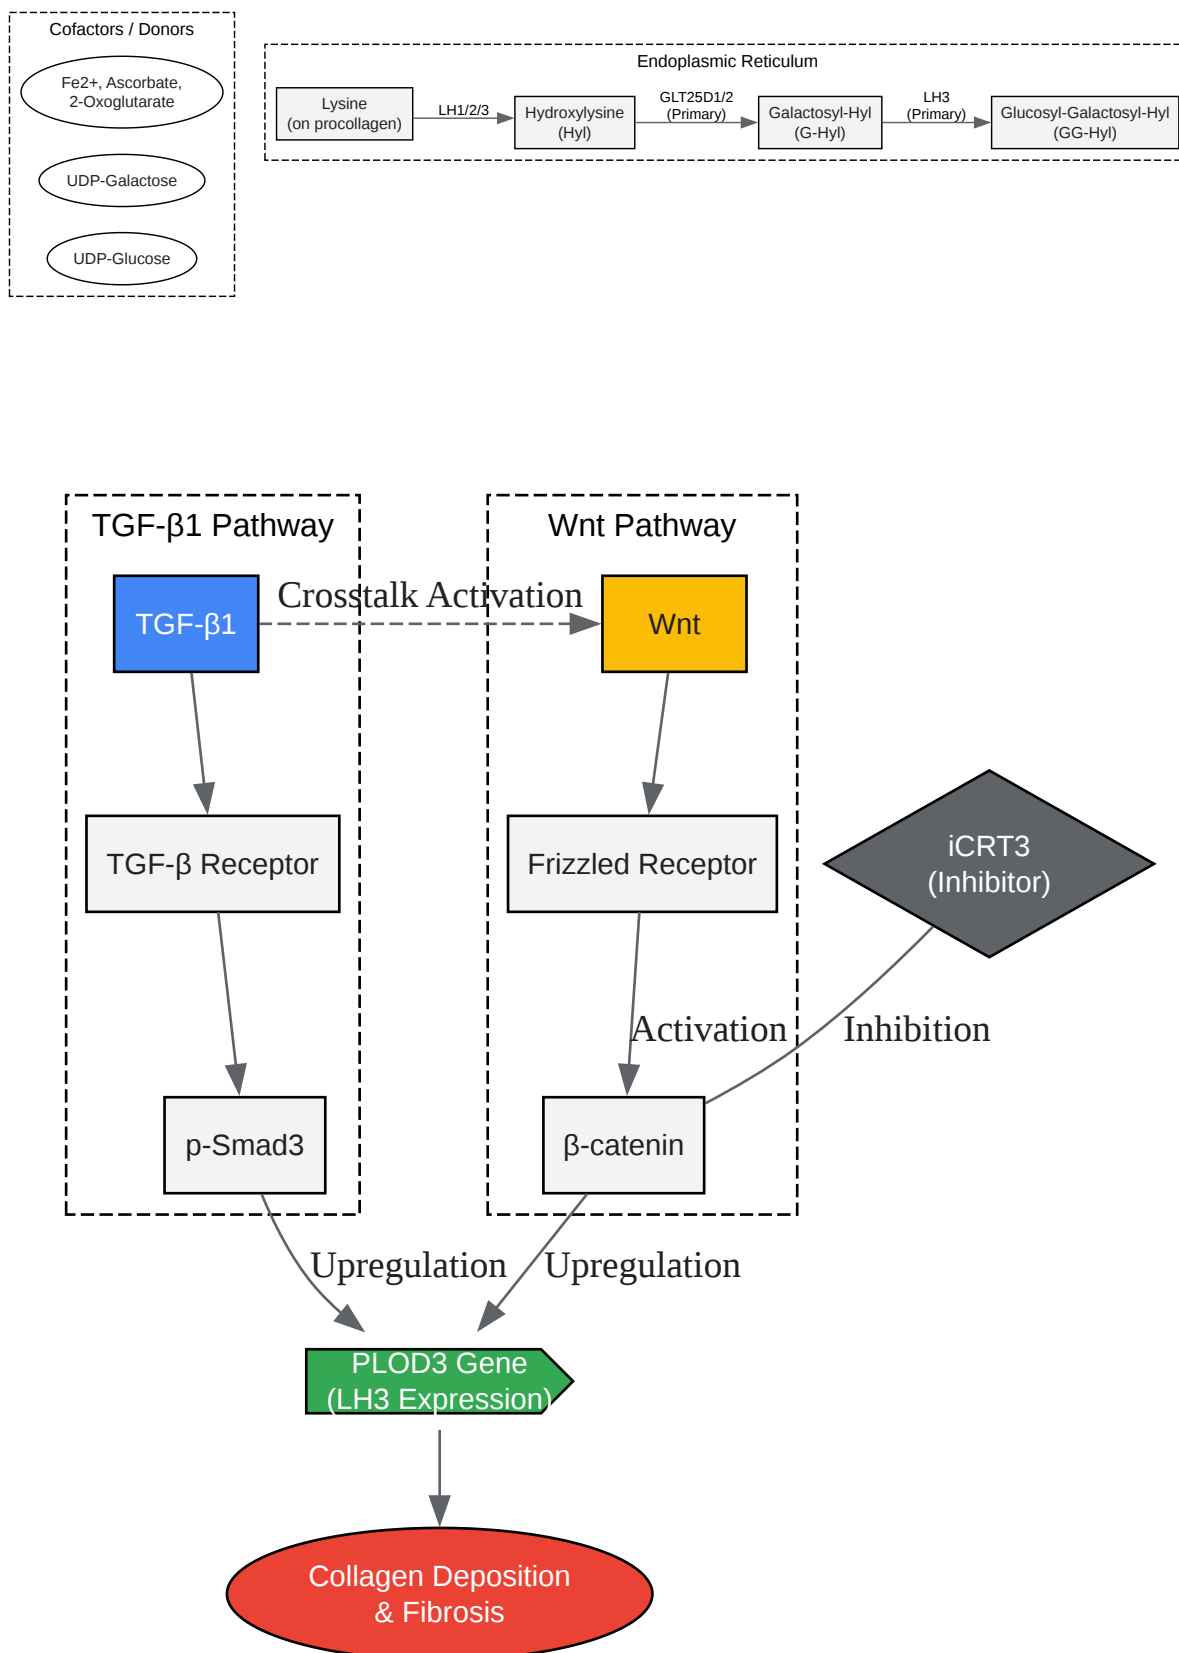 Cofactors / Donors
Fe2+, Ascorbate,
2-Oxoglutarate
UDP-Galactose
UDP-Glucose
Endoplasmic Reticulum
Lysine
(on procollagen)
LH1/2/3
Hydroxylysine
(Hyl)
GLT25D1/2
(Primary)
Galactosyl-Hyl
(G-Hyl)
LH3
(Primary)
Glucosyl-Galactosyl-Hyl
(GG-Hyl)
TGF-β1 Pathway
Wnt Pathway
TGF-β1
Crosstalk Activation
Wnt
TGF-β Receptor
Frizzled Receptor
iCRT3
(Inhibitor)
Activation
Inhibition
p-Smad3
β-catenin
Upregulation
Upregulation
PLOD3 Gene
(LH3 Expression)
Collagen Deposition
& Fibrosis